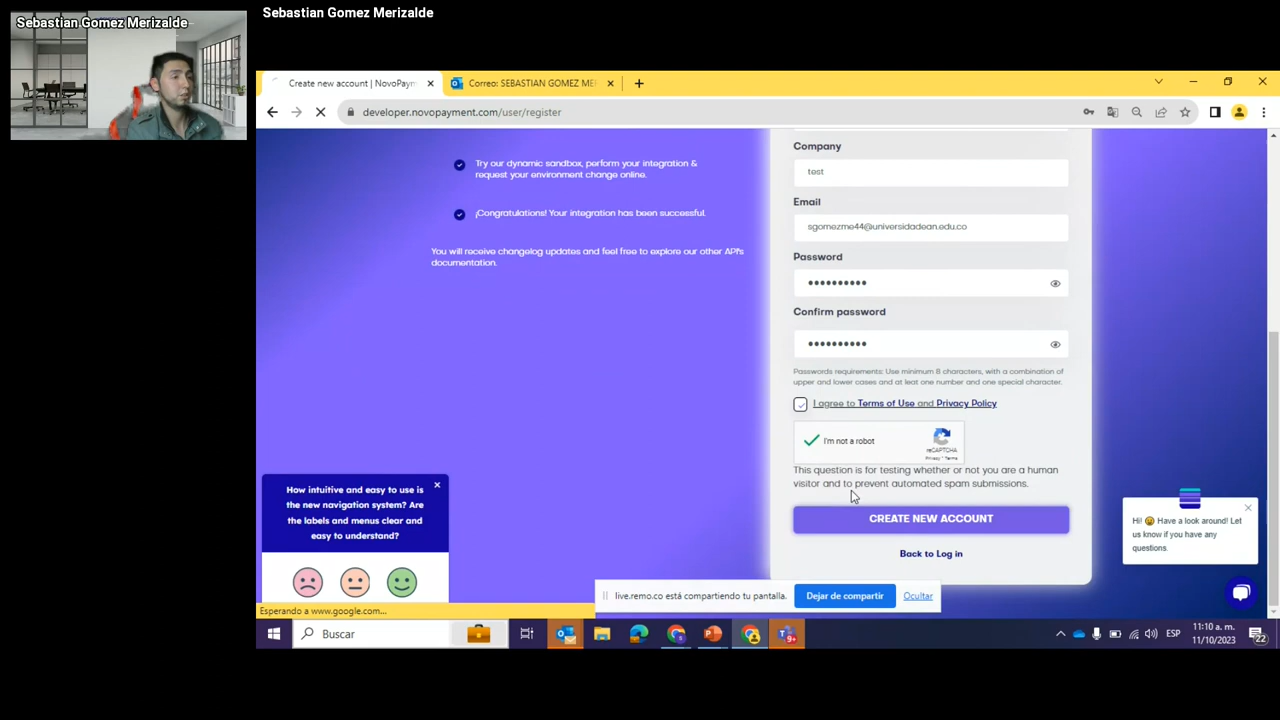 Sebastian Gomez Merizalde
Sebastian Gomez Merizalde
Create new account | NovoPaym
Correo: SEBASTIAN GOMEZ MER
developer.novopayment.com/user/register
Try our dynamic sandbox, perform your integration &
request your environment change online.
¡Congratulations! Your integration has been successful.
You will receive changelog updates and feel free to explore our other API's
documentation.
Company
test
Email
sgomezme44@universidadean.edu.co
Password
Confirm password
Passwords requirements: Use minimum 8 characters, with a combination of
upper and lower cases and at leat one number and one special character.
I agree to Terms of Use and Privacy Policy
I'm not a robot
reCAPTCHA
Privacy - Terms
This question is for testing whether or not you are a human
visitor and to prevent automated spam submissions.
CREATE NEW ACCOUNT
Back to Log in
How intuitive and easy to use is
the new navigation system? Are
the labels and menus clear and
easy to understand?
Hi! Have a look around! Let
us know if you have any
questions.
live.remo.co está compartiendo tu pantalla.
Dejar de compartir
Ocultar
Esperando a www.google.com...
Buscar
9+
ESP
11:10 a. m.
11/10/2023
22